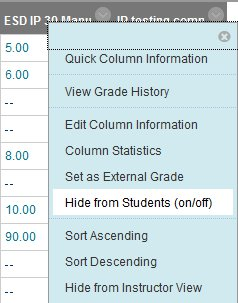 ESD IP 30 Manu
IP testing comp
5.00
6.00
--
--
8.00
--
10.00
90.00
--
--
Quick Column Information
View Grade History
Edit Column Information
Column Statistics
Set as External Grade
Hide from Students (on/off)
Sort Ascending
Sort Descending
Hide from Instructor View